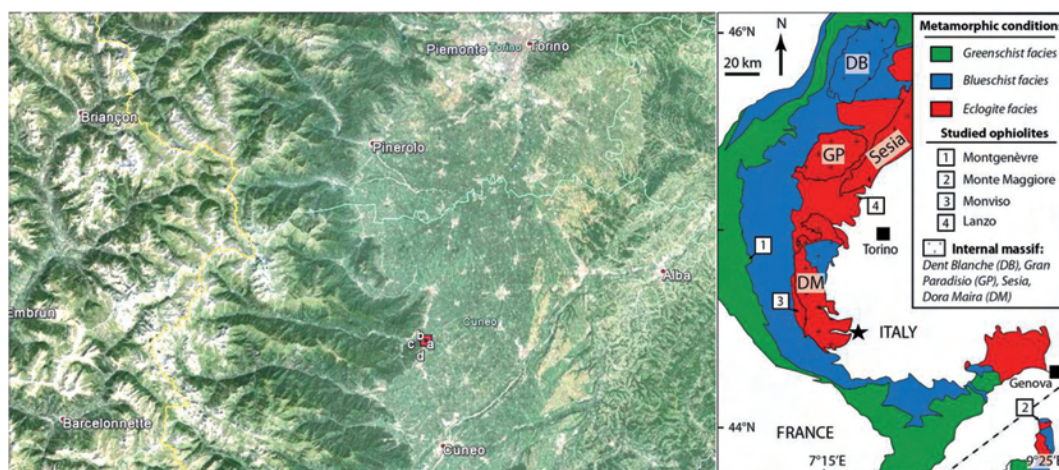 Piemonte
Torino
Torino
Briançon
Pinerolo
Alba
Embrun
Cuneo
b
c
a
d
Barcelonnette
Cuneo
46°N
N
20 km
DB
GP
Sesia
4
Torino
1
DM
3
ITALY
Genova
2
44°N
FRANCE
7°15'E
9°25'E
Metamorphic conditions
Greenschist facies
Blueschist facies
Eclogite facies
Studied ophiolites
1 Montgenèvre
2 Monte Maggiore
3 Monviso
4 Lanzo
Internal massif:
Dent Blanche (DB), Gran
Paradisio (GP), Sesia,
Dora Maira (DM)